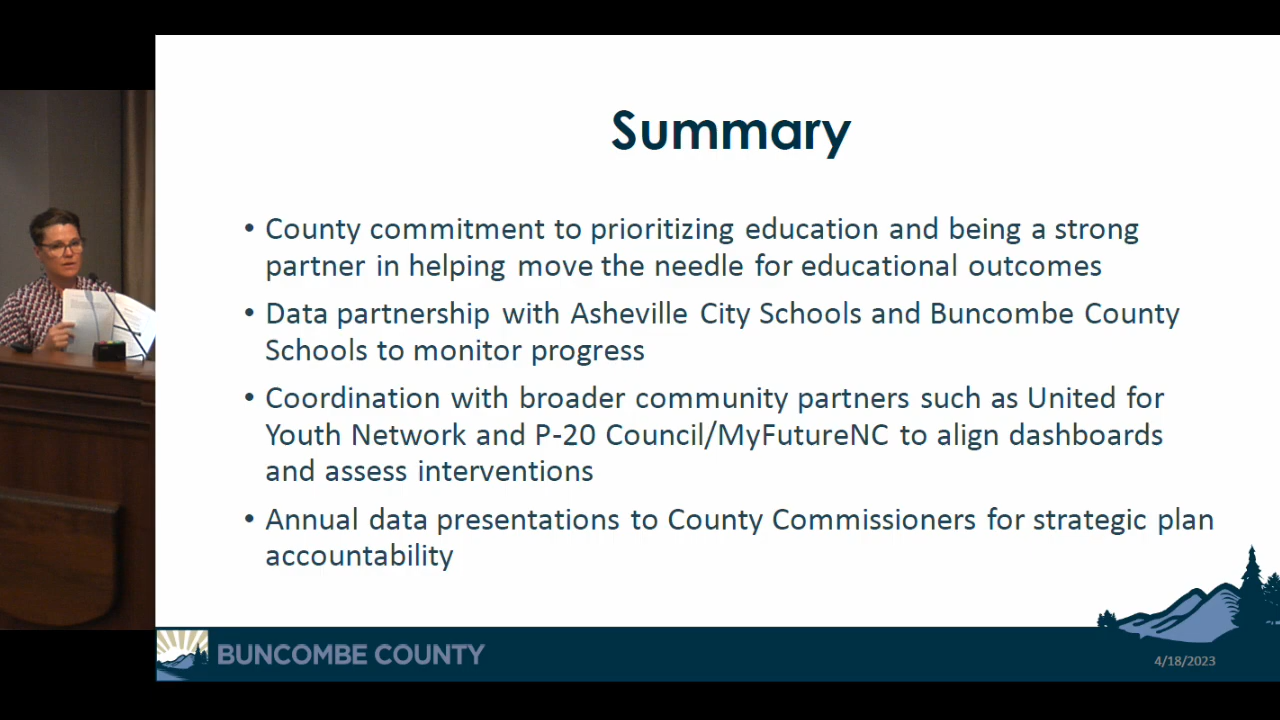 Summary
• County commitment to prioritizing education and being a strong
partner in helping move the needle for educational outcomes
• Data partnership with Asheville City Schools and Buncombe County
Schools to monitor progress
• Coordination with broader community partners such as United for
Youth Network and P-20 Council/MyFutureNC to align dashboards
and assess interventions
• Annual data presentations to County Commissioners for strategic plan
accountability
BUNCOMBE COUNTY
4/18/2023